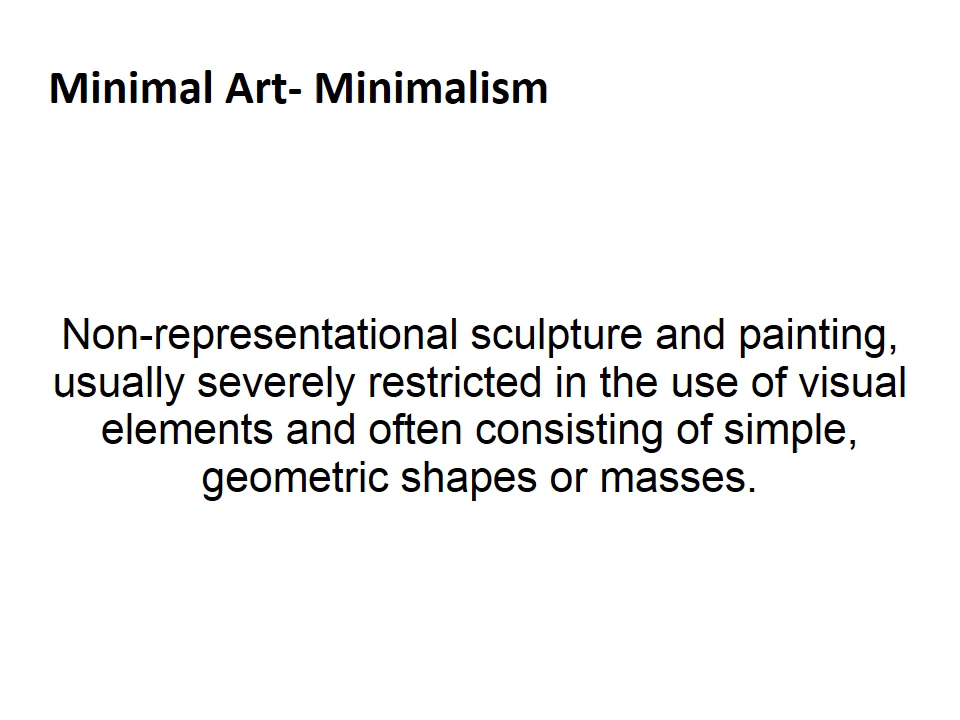 Minimal Art- Minimalism
Non-representational sculpture and painting,
usually severely restricted in the use of visual
elements and often consisting of simple,
geometric shapes or masses.